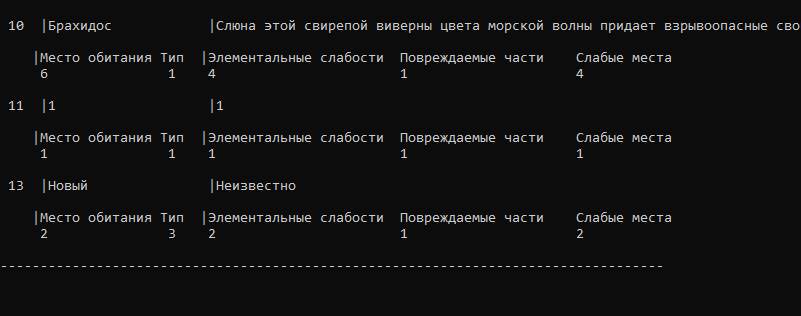 10 |Брахидос |Слюна этой свирепой виверны цвета морской волны придает взрывоопасные сво
|Место обитания Тип |Элементальные слабости Повреждаемые части Слабые места
6 1 4 1 4
11 |1 |1
|Место обитания Тип |Элементальные слабости Повреждаемые части Слабые места
1 1 1 1 1
13 |Новый |Неизвестно
|Место обитания Тип |Элементальные слабости Повреждаемые части Слабые места
2 3 2 1 2
-----------------------------------------------------------------------------------